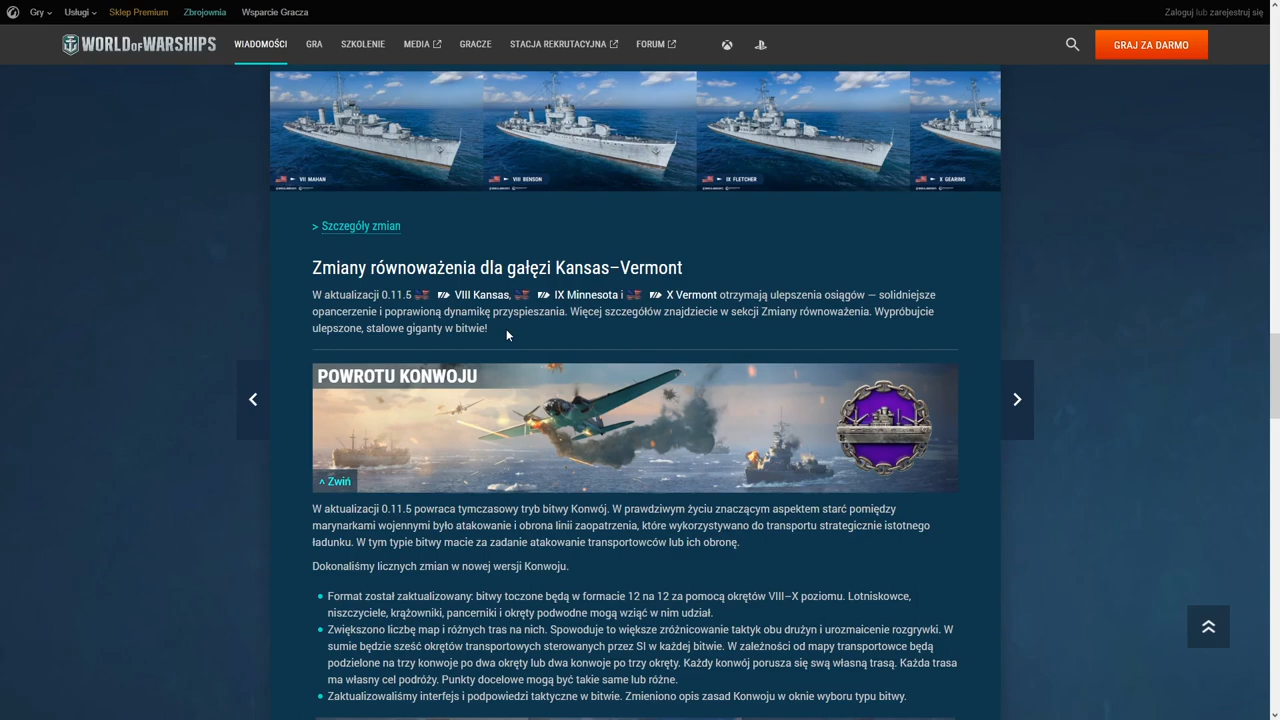 Gry Usługi Sklep Premium Zbrojownia Wsparcie Gracza Zaloguj lub zarejestruj się
WORLD OF WARSHIPS WIADOMOŚCI GRA SZKOLENIE MEDIA GRACZE STACJA REKRUTACYJNA FORUM GRAJ ZA DARMO
VII MAHAN VIII BENSON IX FLETCHER X GEARING
> Szczegóły zmian
Zmiany równoważenia dla gałęzi Kansas–Vermont
W aktualizacji 0.11.5 VIII Kansas, IX Minnesota i X Vermont otrzymają ulepszenia osiągów — solidniejsze
opancerzenie i poprawioną dynamikę przyspieszania. Więcej szczegółów znajdziecie w sekcji Zmiany równoważenia. Wypróbujcie
ulepszone, stalowe giganty w bitwie!
POWROTU KONWOJU
^ Zwiń
W aktualizacji 0.11.5 powraca tymczasowy tryb bitwy Konwój. W prawdziwym życiu znaczącym aspektem starć pomiędzy
marynarkami wojennymi było atakowanie i obrona linii zaopatrzenia, które wykorzystywano do transportu strategicznie istotnego
ładunku. W tym typie bitwy macie za zadanie atakowanie transportowców lub ich obronę.
Dokonaliśmy licznych zmian w nowej wersji Konwoju.
Format został zaktualizowany: bitwy toczone będą w formacie 12 na 12 za pomocą okrętów VIII–X poziomu. Lotniskowce,
niszczyciele, krążowniki, pancerniki i okręty podwodne mogą wziąć w nim udział.
Zwiększono liczbę map i różnych tras na nich. Spowoduje to większe zróżnicowanie taktyk obu drużyn i urozmaicenie rozgrywki. W
sumie będzie sześć okrętów transportowych sterowanych przez SI w każdej bitwie. W zależności od mapy transportowce będą
podzielone na trzy konwoje po dwa okręty lub dwa konwoje po trzy okręty. Każdy konwój porusza się swą własną trasą. Każda trasa
ma własny cel podróży. Punkty docelowe mogą być takie same lub różne.
Zaktualizowaliśmy interfejs i podpowiedzi taktyczne w bitwie. Zmieniono opis zasad Konwoju w oknie wyboru typu bitwy.